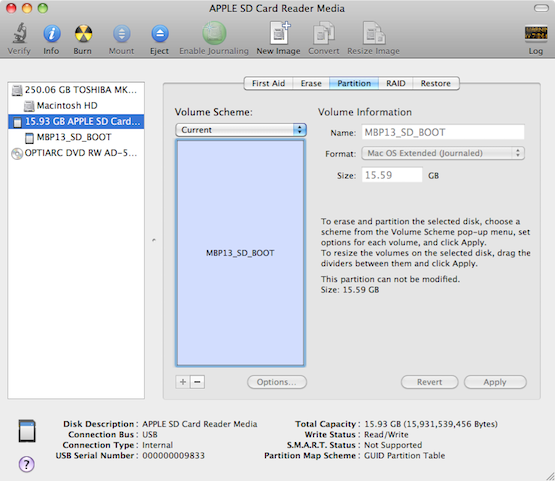 APPLE SD Card Reader Media
Verify Info Burn Mount Eject Enable Journaling New Image Convert Resize Image Log
250.06 GB TOSHIBA MK...
Macintosh HD
15.93 GB APPLE SD Card...
MBP13_SD_BOOT
OPTIARC DVD RW AD-5...
First Aid Erase Partition RAID Restore
Volume Scheme:
Current
MBP13_SD_BOOT
+ −
Options...
Volume Information
Name: MBP13_SD_BOOT
Format: Mac OS Extended (Journaled)
Size: 15.59 GB
To erase and partition the selected disk, choose a
scheme from the Volume Scheme pop-up menu, set
options for each volume, and click Apply.
To resize the volumes on the selected disk, drag the
dividers between them and click Apply.
This partition can not be modified.
Size: 15.59 GB
Revert Apply
Disk Description : APPLE SD Card Reader Media
Connection Bus : USB
Connection Type : Internal
USB Serial Number : 000000009833
Total Capacity : 15.93 GB (15,931,539,456 Bytes)
Write Status : Read/Write
S.M.A.R.T. Status : Not Supported
Partition Map Scheme : GUID Partition Table
?